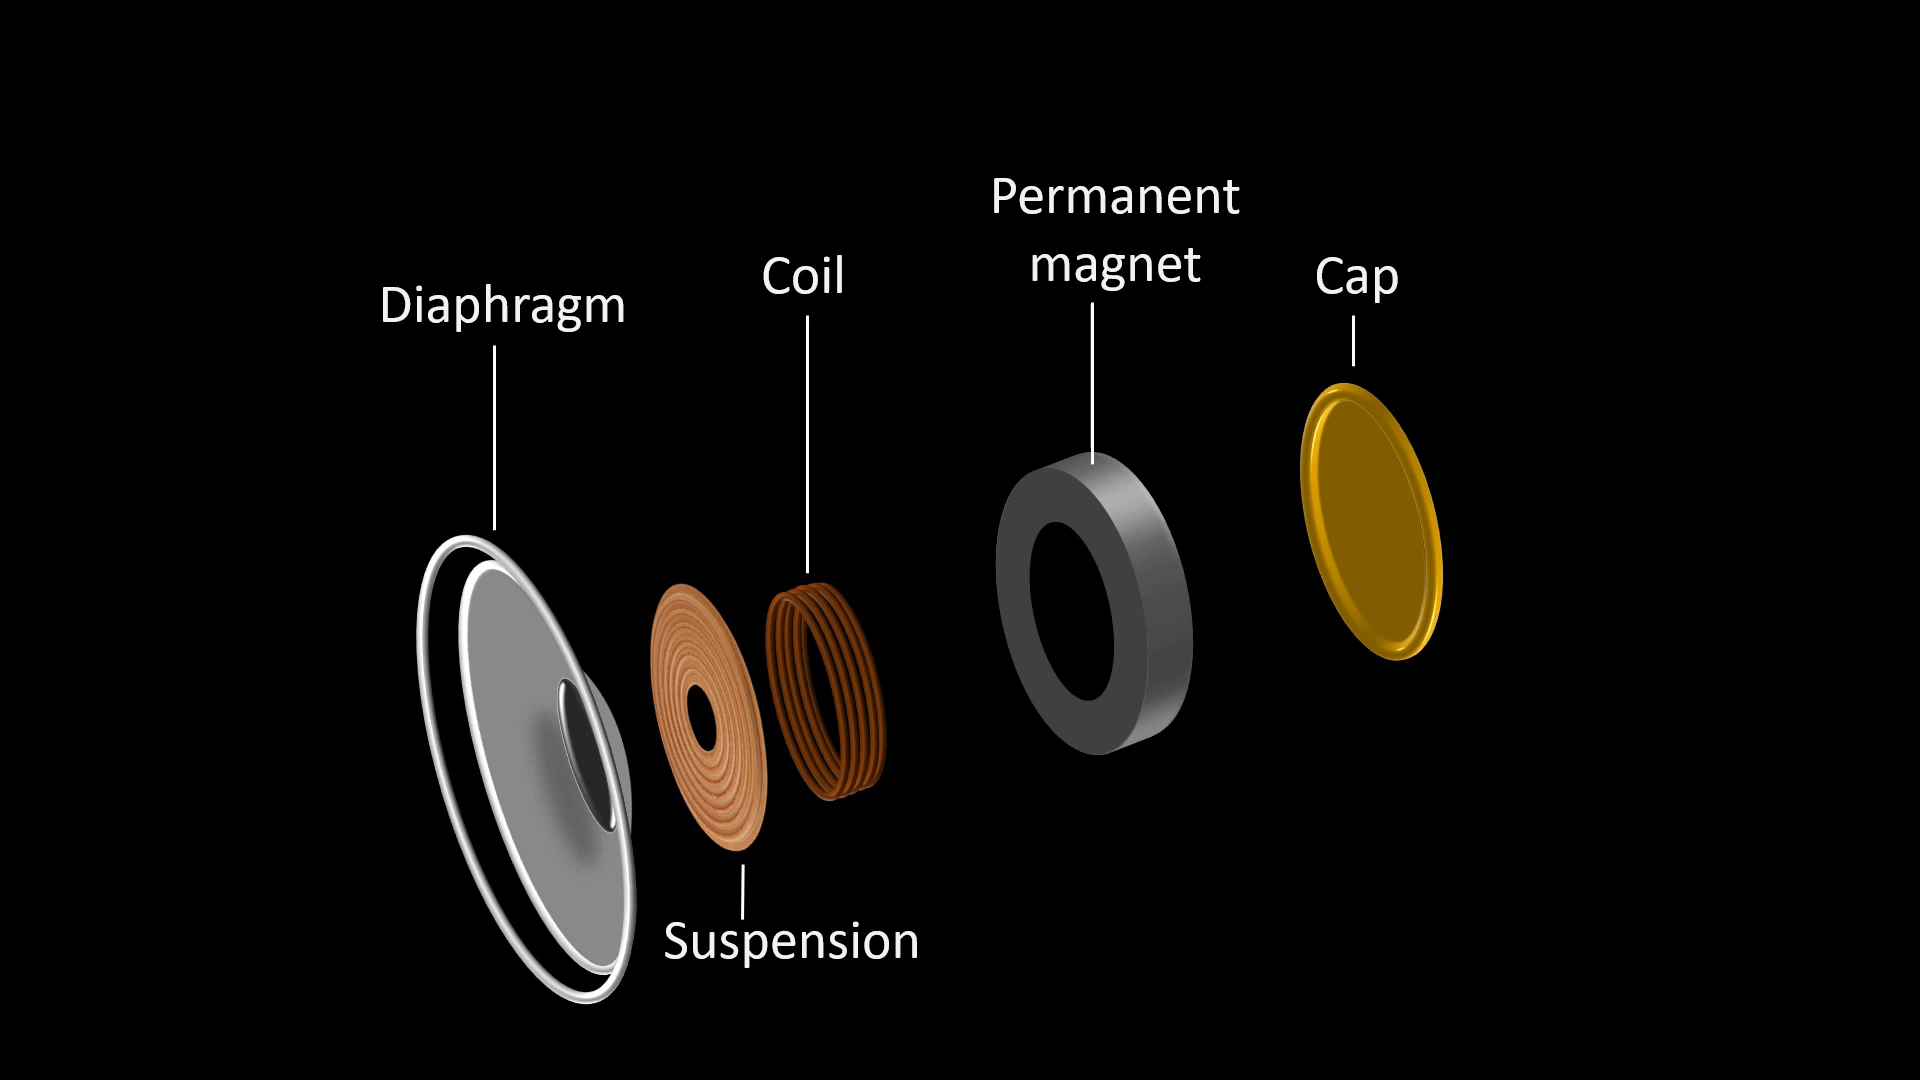 Permanent
magnet
Coil
Cap
Diaphragm
Suspension